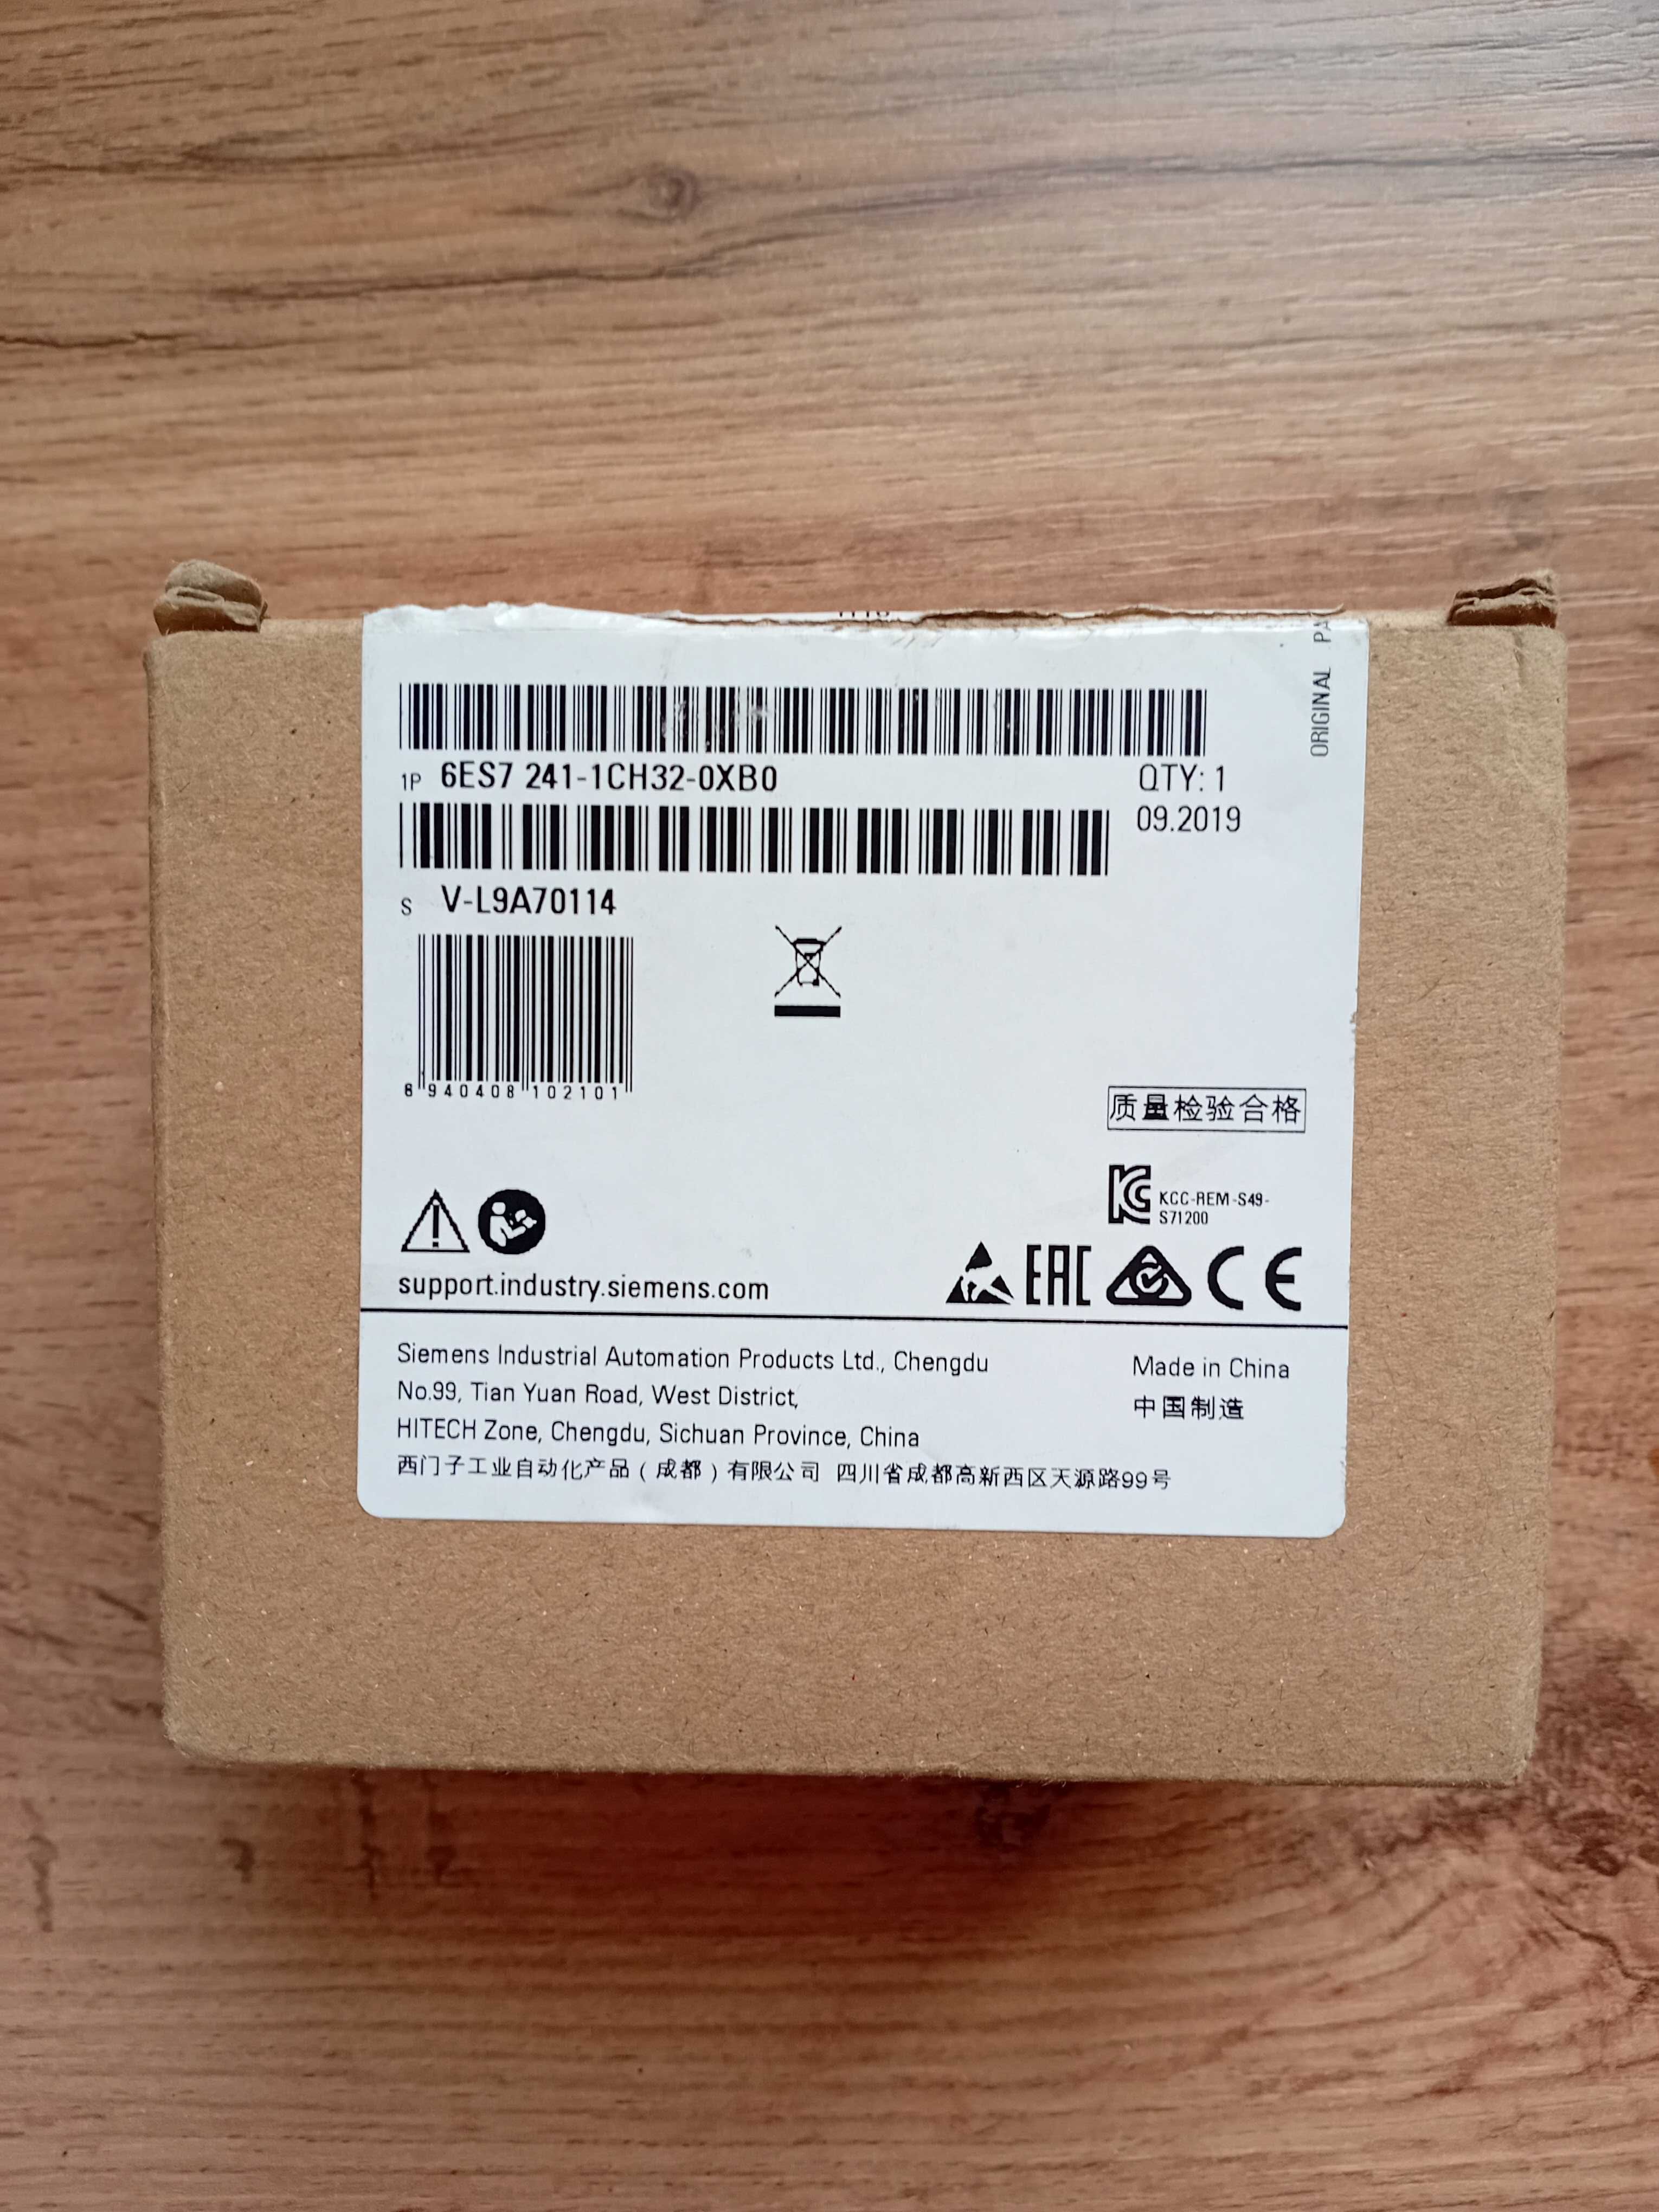 ORIGINAL
1P 6ES7 241-1CH32-0XB0 QTY: 1
09.2019
S V-L9A70114
6 940408 102101
质量检验合格
KCC-REM-S49-
S71200
EAC CE
support.industry.siemens.com
Siemens Industrial Automation Products Ltd., Chengdu Made in China
No.99, Tian Yuan Road, West District, 中国制造
HITECH Zone, Chengdu, Sichuan Province, China
西门子工业自动化产品(成都)有限公司 四川省成都高新西区天源路99号